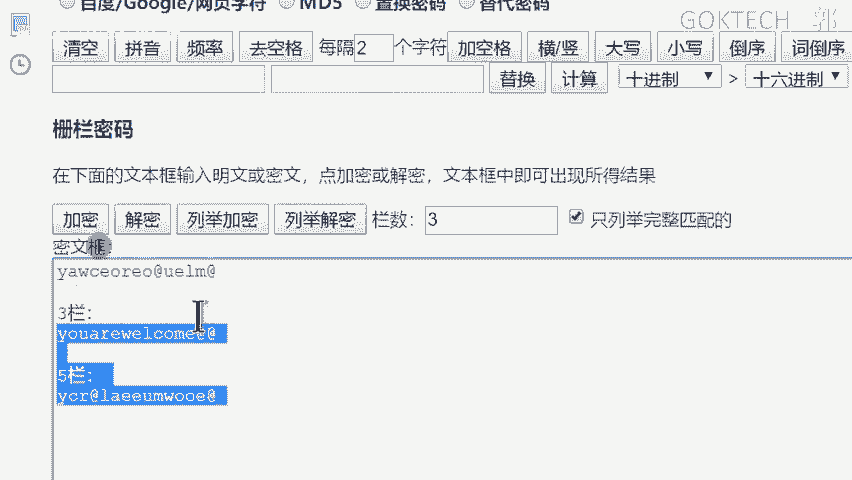 百度/Google/网页字符 MD5 置换密码 替代密码
GOKTECH 郭
清空 拼音 频率 去空格 每隔 2 个字符 加空格 横/竖 大写 小写 倒序 词倒序
替换 计算 十进制 > 十六进制
栅栏密码
在下面的文本框输入明文或密文，点加密或解密，文本框中即可出现所得结果
加密 解密 列举加密 列举解密 栏数: 3 只列举完整匹配的
密文框:
yawceoreo@uelm@
3栏:
youarewelcome@@
5栏:
ycr@laeeumwooe@